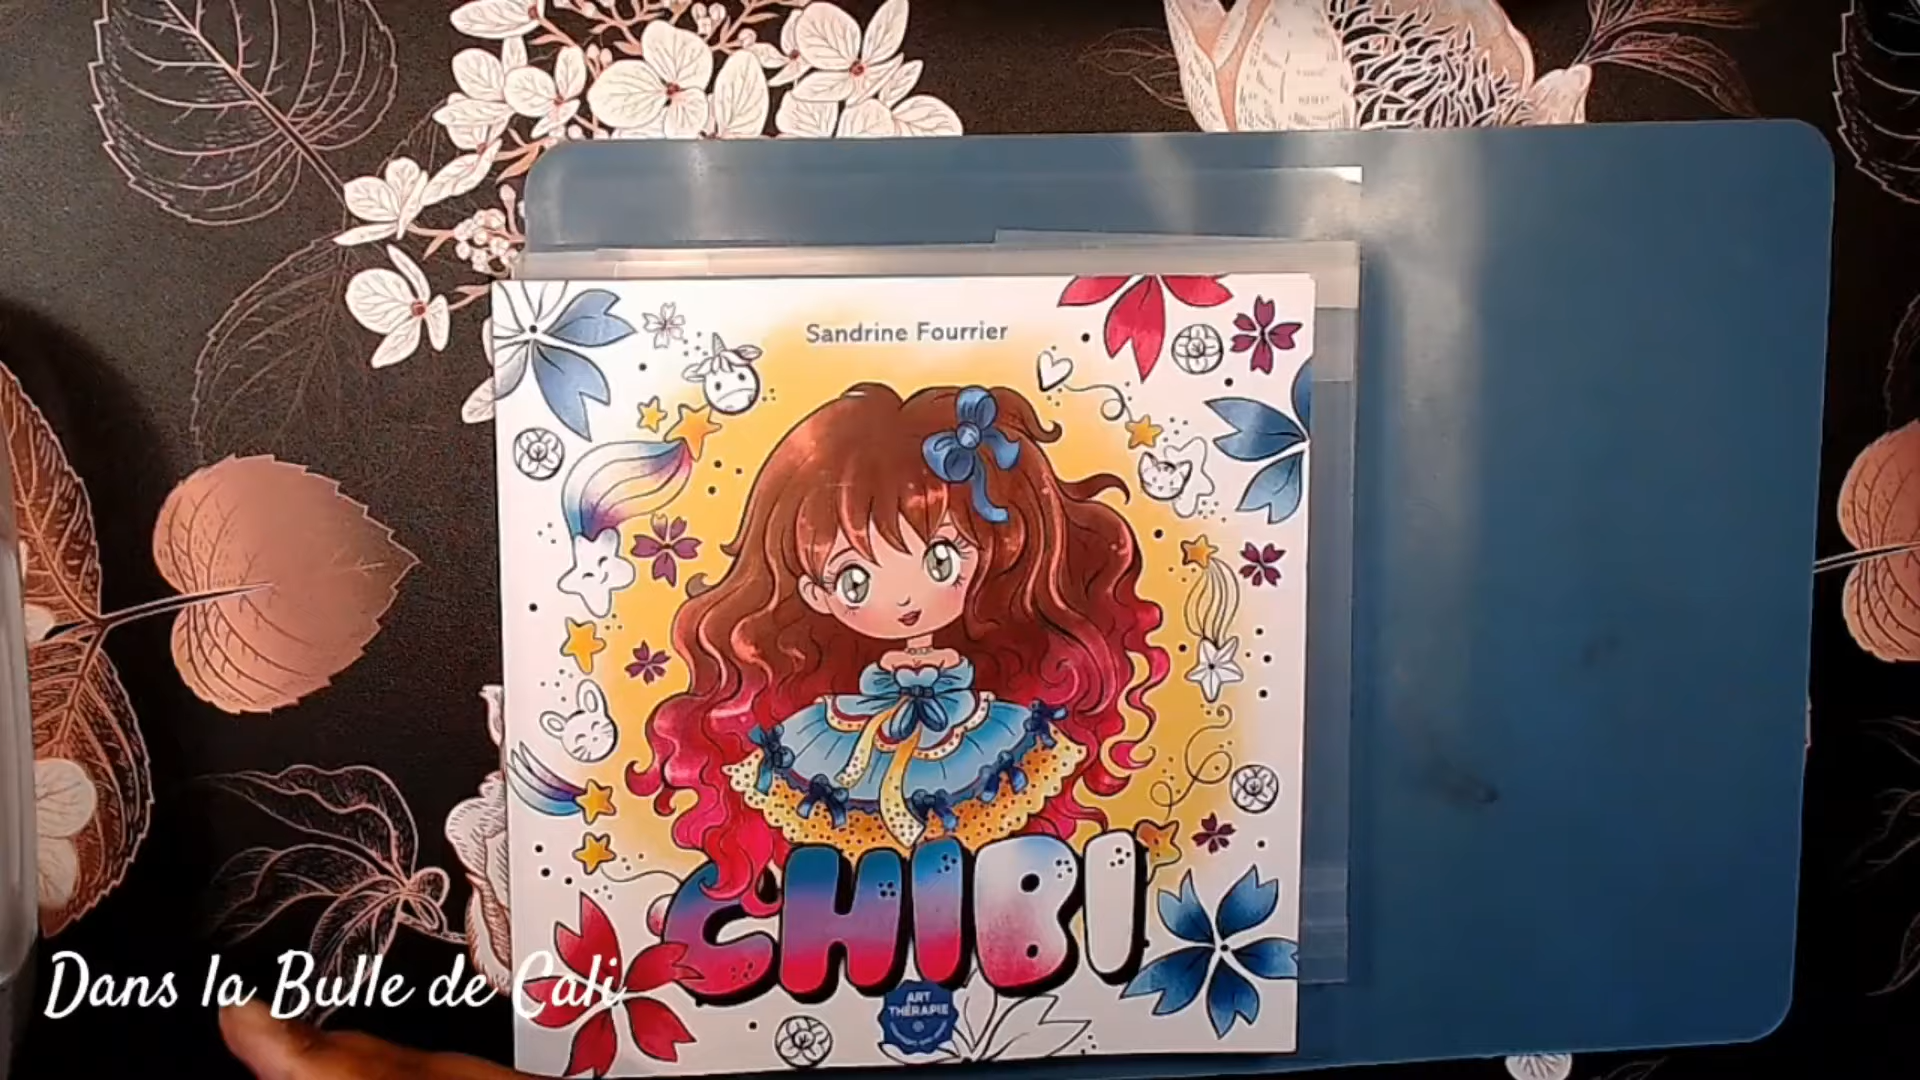 Sandrine Fourrier
CHIBI
ART
THÉRAPIE
Dans la Bulle de Cali